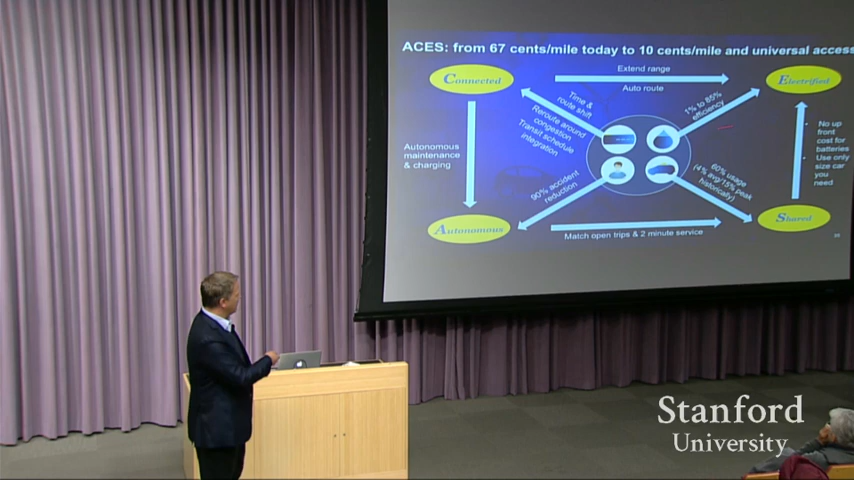 ACES: from 67 cents/mile today to 10 cents/mile and universal access
Connected
Extend range
Auto route
Electrified
Time &
route shift
Reroute around
congestion
Transit schedule
integration
1% to 85%
efficiency
Autonomous
maintenance
& charging
No up
front
cost for
batteries
Use only
size car
you
need
90% accident
reduction
60% usage
(4% avg/15% peak
historically)
Autonomous
Match open trips & 2 minute service
Shared
Stanford
University